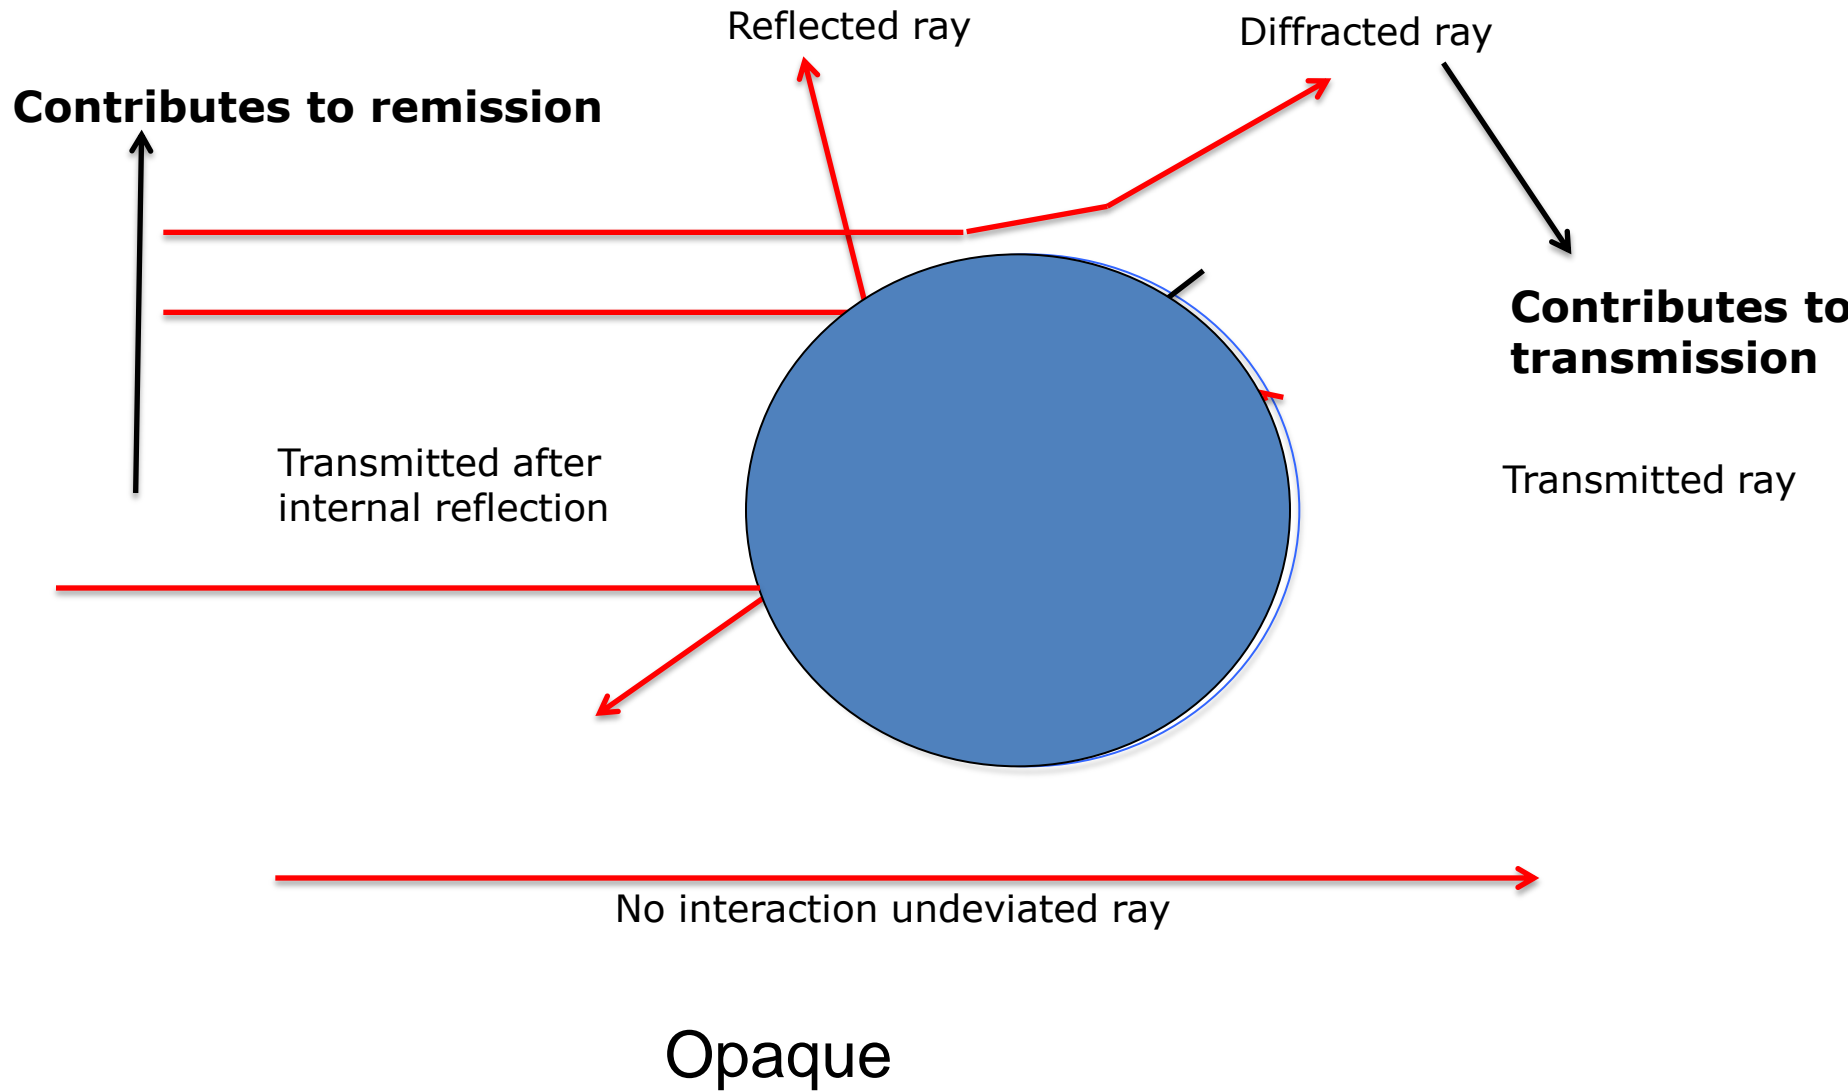 Reflected ray
Diffracted ray
Contributes to remission
Contributes to
transmission
Transmitted after
internal reflection
Transmitted ray
No interaction undeviated ray
Opaque